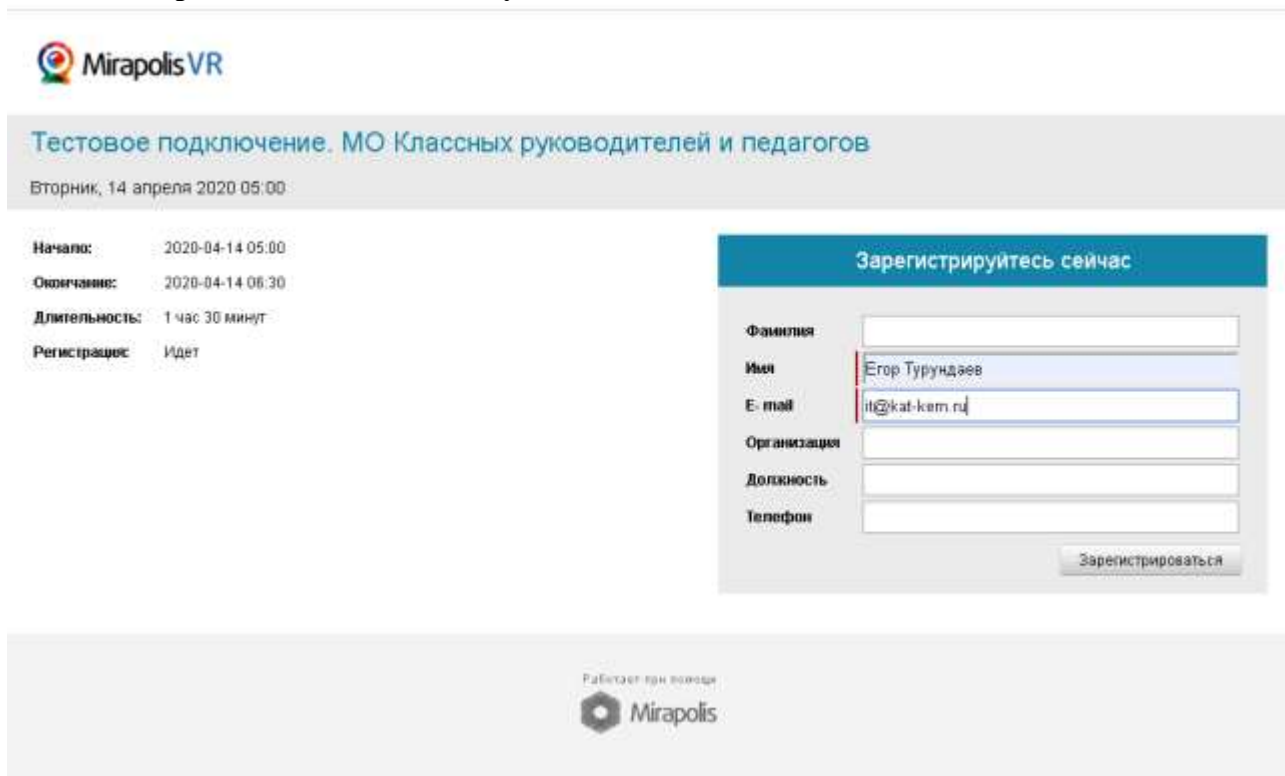 Mirapolis VR
Тестовое подключение. МО Классных руководителей и педагогов
Вторник, 14 апреля 2020 05:00
Начало: 2020-04-14 05:00
Окончание: 2020-04-14 06:30
Длительность: 1 час 30 минут
Регистрация: Идет
Зарегистрируйтесь сейчас
Фамилия
Имя Егор Турундаев
E- mail it@kat-kem.ru
Организация
Должность
Телефон
Зарегистрироваться
Работает при помощи
Mirapolis